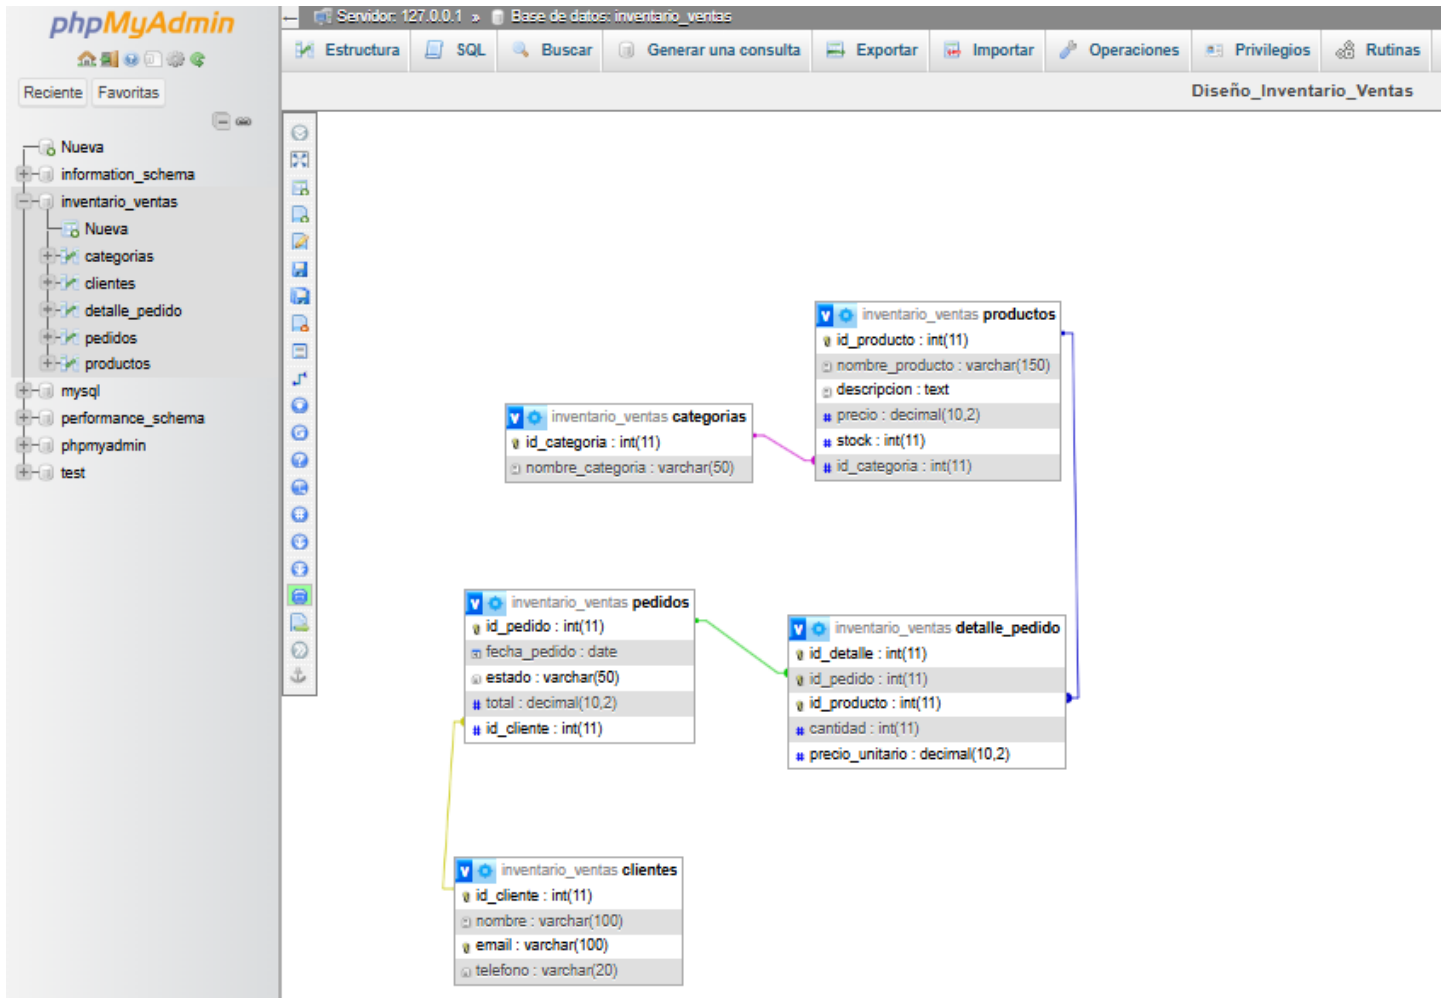 phpMyAdmin
Reciente Favoritas
Nueva
information_schema
inventario_ventas
Nueva
categorias
clientes
detalle_pedido
pedidos
productos
mysql
performance_schema
phpmyadmin
test
Servidor: 127.0.0.1 » Base de datos: inventario_ventas
Estructura SQL Buscar Generar una consulta Exportar Importar Operaciones Privilegios Rutinas
Diseño_Inventario_Ventas
v inventario_ventas productos
id_producto : int(11)
nombre_producto : varchar(150)
descripcion : text
# precio : decimal(10,2)
# stock : int(11)
# id_categoria : int(11)
v inventario_ventas categorias
id_categoria : int(11)
nombre_categoria : varchar(50)
v inventario_ventas pedidos
id_pedido : int(11)
fecha_pedido : date
estado : varchar(50)
# total : decimal(10,2)
# id_cliente : int(11)
v inventario_ventas detalle_pedido
id_detalle : int(11)
id_pedido : int(11)
id_producto : int(11)
# cantidad : int(11)
# precio_unitario : decimal(10,2)
v inventario_ventas clientes
id_cliente : int(11)
nombre : varchar(100)
email : varchar(100)
telefono : varchar(20)